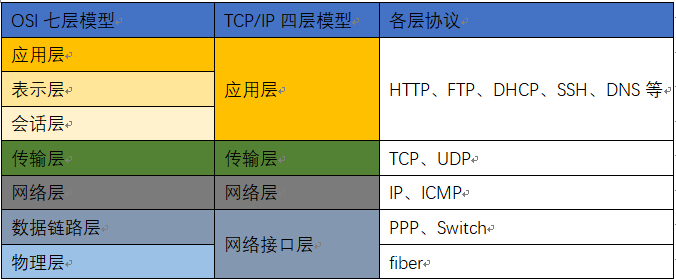 OSI 七层模型 TCP/IP 四层模型 各层协议
应用层
表示层 应用层 HTTP、FTP、DHCP、SSH、DNS 等
会话层
传输层 传输层 TCP、UDP
网络层 网络层 IP、ICMP
数据链路层 PPP、Switch
网络接口层
物理层 fiber